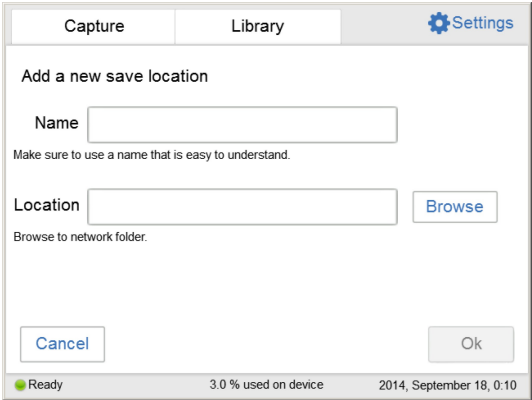 Capture Library Settings
Add a new save location
Name
Make sure to use a name that is easy to understand.
Location Browse
Browse to network folder.
Cancel Ok
Ready 3.0 % used on device 2014, September 18, 0:10